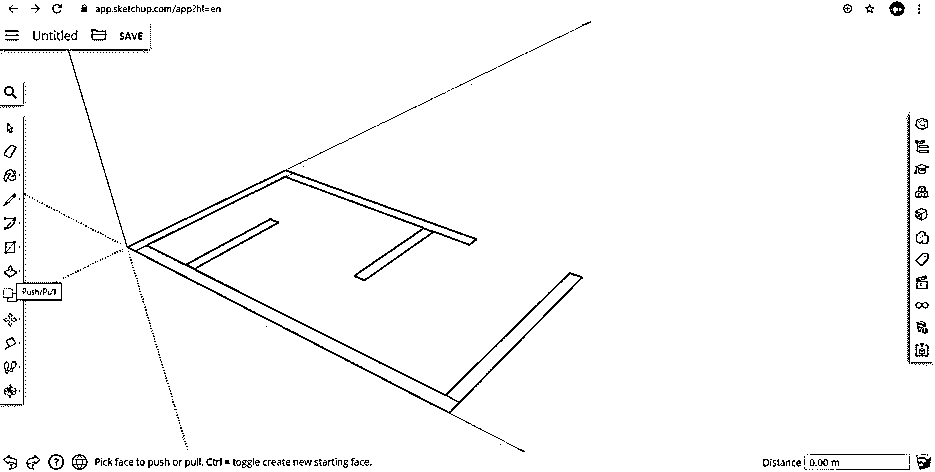 app.sketchup.com/app?hl=en
Untitled SAVE
Push/Pull
Pick face to push or pull. Ctrl = toggle create new starting face.
Distance 0.00 m